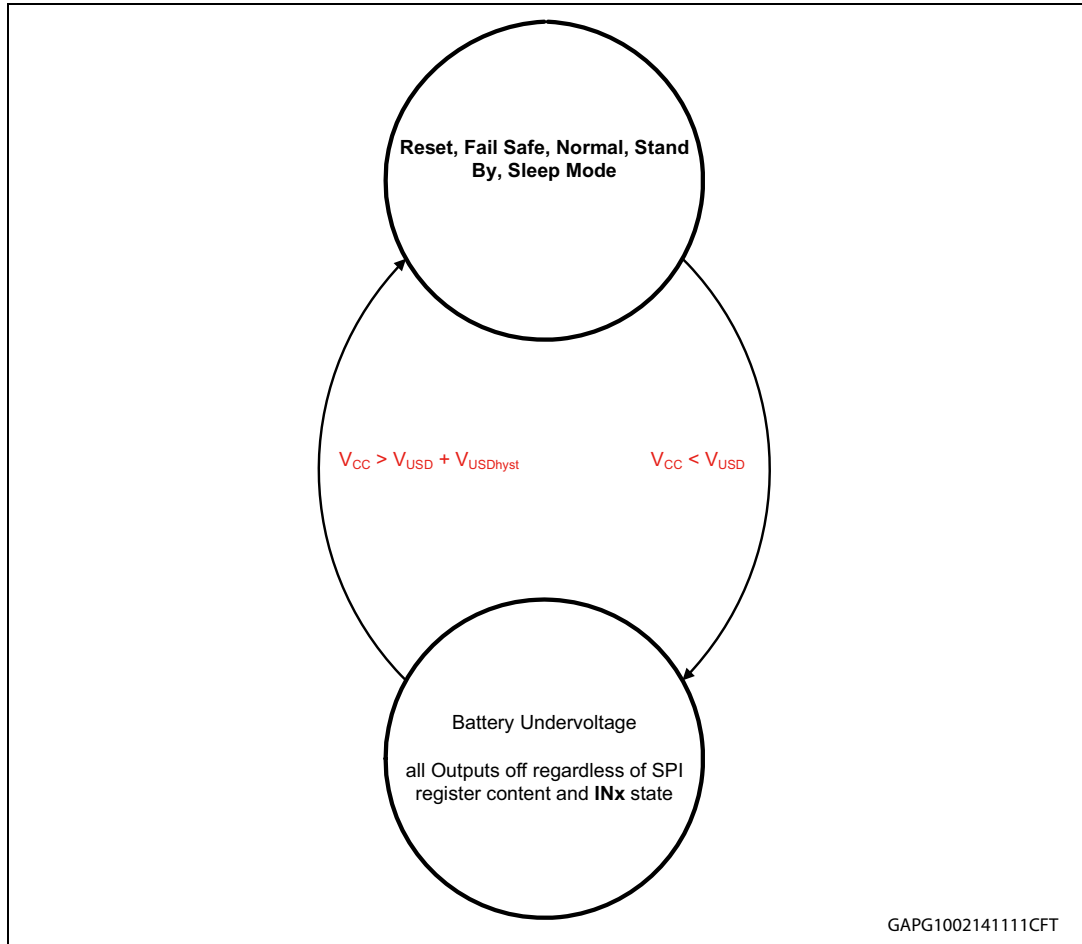 Reset, Fail Safe, Normal, Stand
By, Sleep Mode
VCC > VUSD + VUSDhyst
VCC < VUSD
Battery Undervoltage
all Outputs off regardless of SPI
register content and INx state
GAPG1002141111CFT